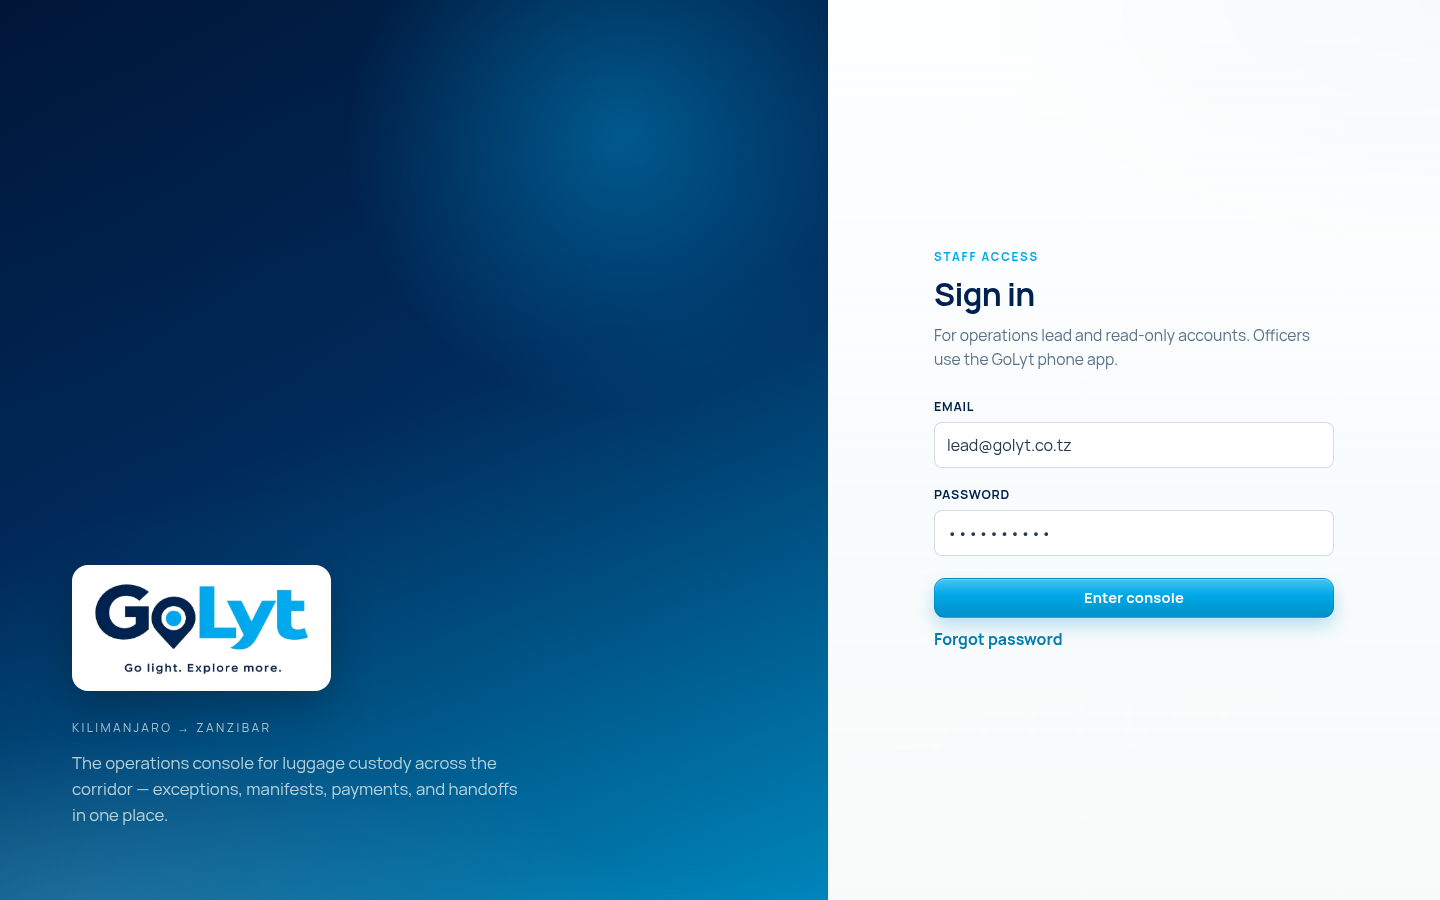 GoLyt
Go light. Explore more.
KILIMANJARO → ZANZIBAR
The operations console for luggage custody across the
corridor — exceptions, manifests, payments, and handoffs
in one place.
STAFF ACCESS
Sign in
For operations lead and read-only accounts. Officers
use the GoLyt phone app.
EMAIL
lead@golyt.co.tz
PASSWORD
••••••••••
Enter console
Forgot password